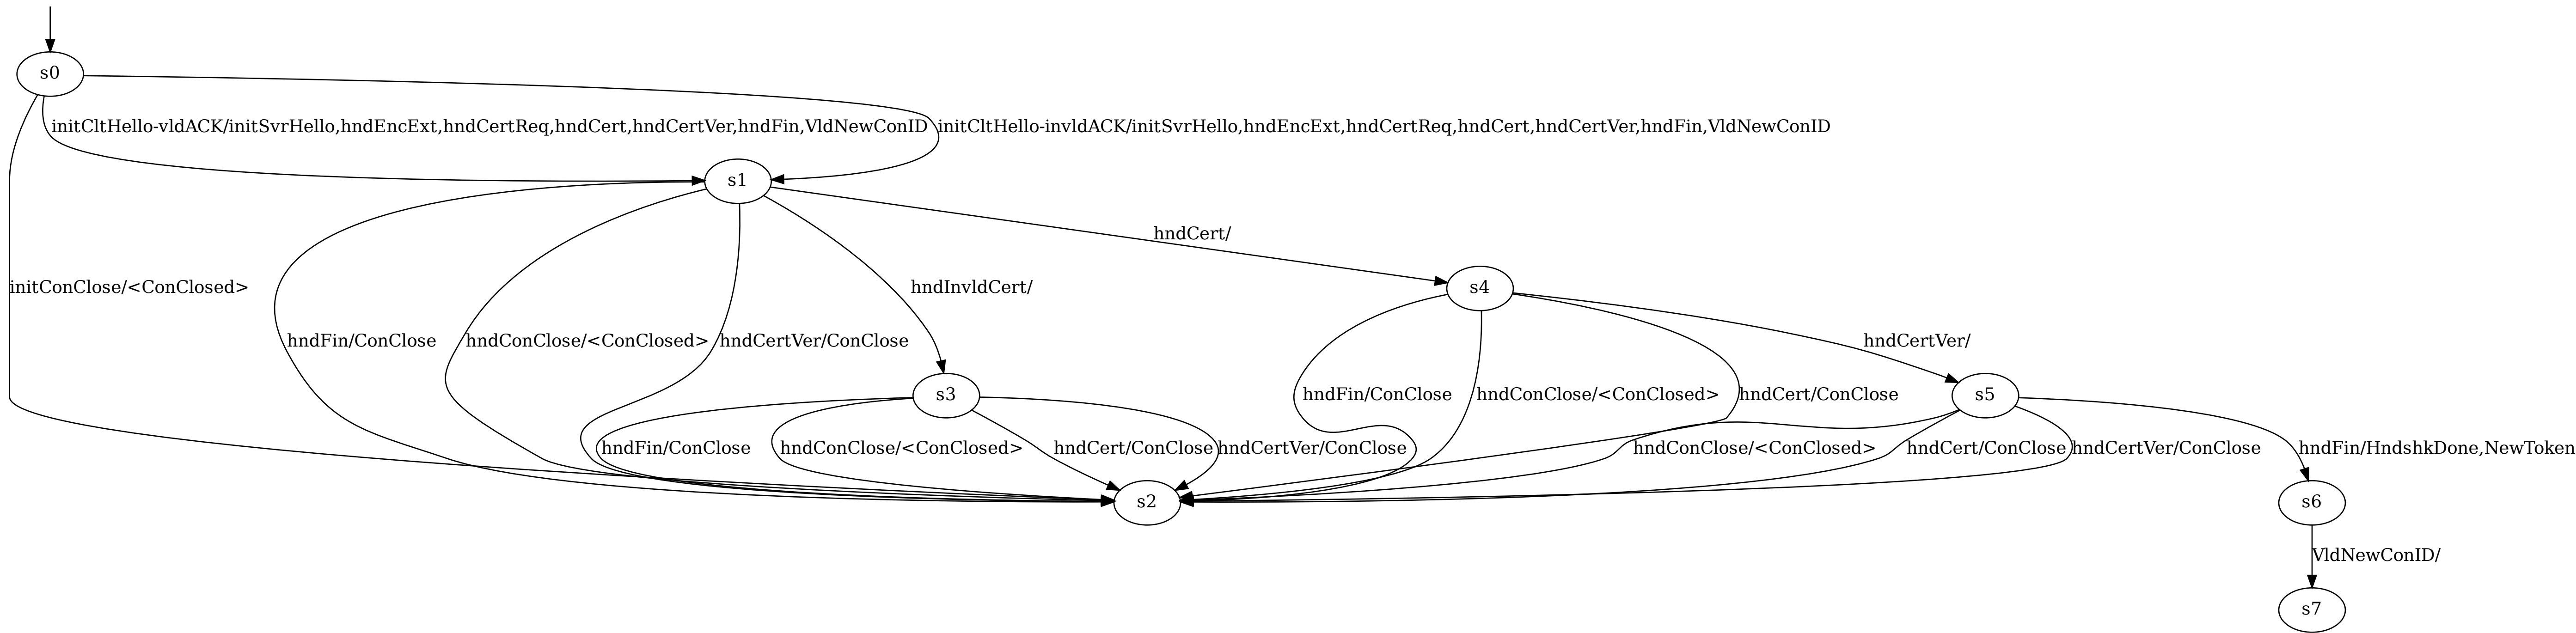 s0
initCltHello-vldACK/initSvrHello,hndEncExt,hndCertReq,hndCert,hndCertVer,hndFin,VldNewConID
initCltHello-invldACK/initSvrHello,hndEncExt,hndCertReq,hndCert,hndCertVer,hndFin,VldNewConID
s1
hndCert/
initConClose/<ConClosed>
hndInvldCert/
s4
hndFin/ConClose
hndConClose/<ConClosed>
hndCertVer/ConClose
hndCertVer/
s3
hndFin/ConClose
hndConClose/<ConClosed>
hndCert/ConClose
s5
hndFin/ConClose
hndConClose/<ConClosed>
hndCert/ConClose
hndCertVer/ConClose
hndConClose/<ConClosed>
hndCert/ConClose
hndCertVer/ConClose
hndFin/HndshkDone,NewToken
s2
s6
VldNewConID/
s7